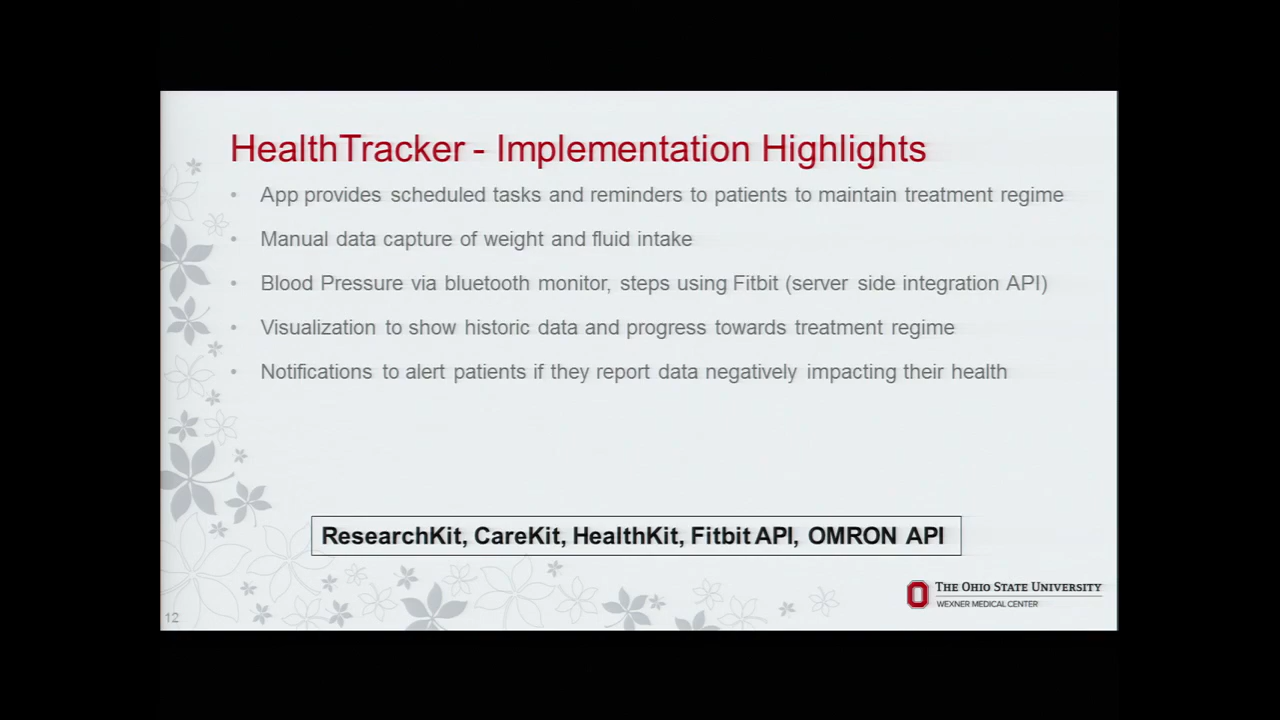 HealthTracker - Implementation Highlights
• App provides scheduled tasks and reminders to patients to maintain treatment regime
• Manual data capture of weight and fluid intake
• Blood Pressure via bluetooth monitor, steps using Fitbit (server side integration API)
• Visualization to show historic data and progress towards treatment regime
• Notifications to alert patients if they report data negatively impacting their health
ResearchKit, CareKit, HealthKit, Fitbit API, OMRON API
THE OHIO STATE UNIVERSITY
WEXNER MEDICAL CENTER
12